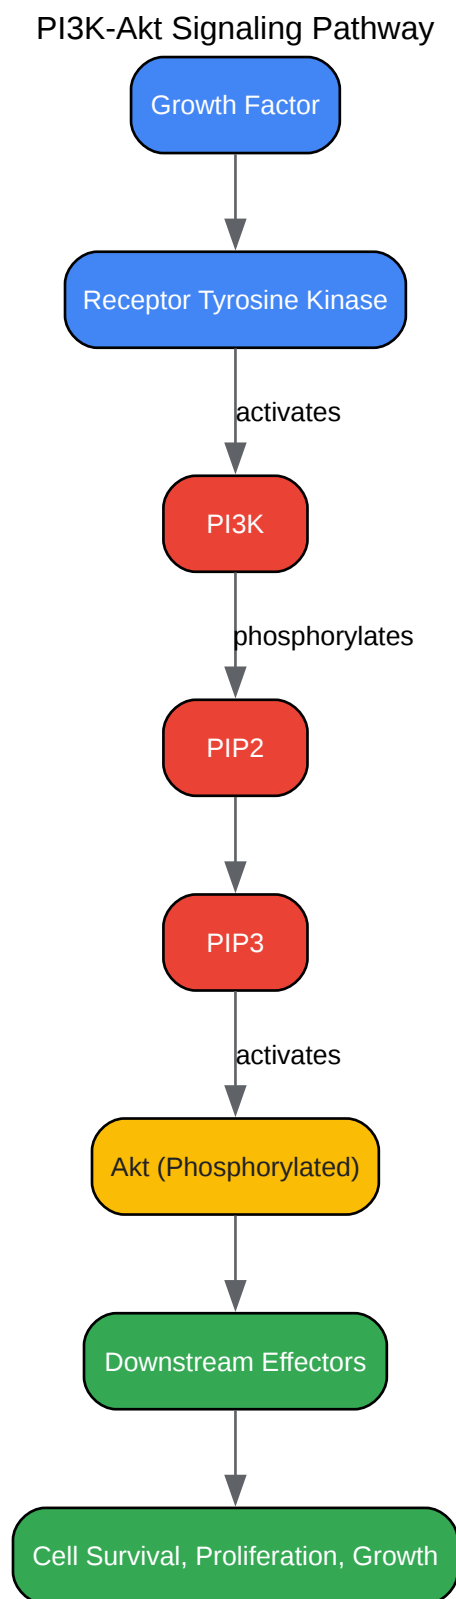 PI3K-Akt Signaling Pathway
Growth Factor
Receptor Tyrosine Kinase
activates
PI3K
phosphorylates
PIP2
PIP3
activates
Akt (Phosphorylated)
Downstream Effectors
Cell Survival, Proliferation, Growth